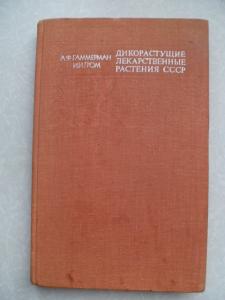 А.Ф.ГАММЕРМАН
И.И.ГРОМ
ДИКОРАСТУЩИЕ
ЛЕКАРСТВЕННЫЕ
РАСТЕНИЯ СССР